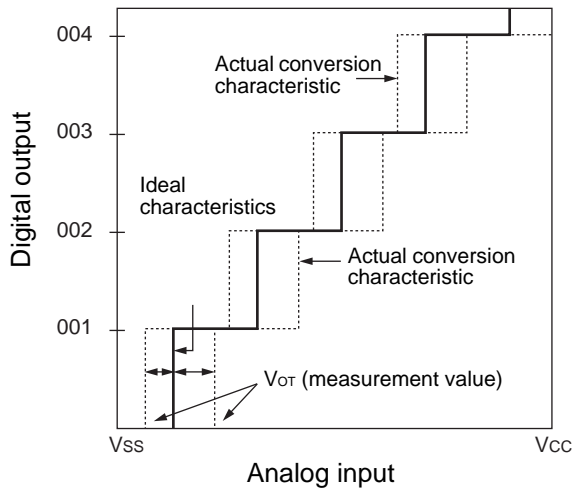 004
Actual conversion
characteristic
003
Ideal
characteristics
002
Actual conversion
characteristic
001
VOT (measurement value)
VSS
VCC
Analog input
Digital output